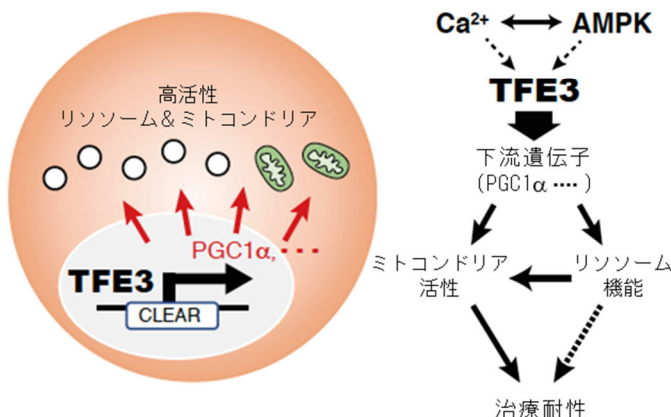 高活性
リソソーム＆ミトコンドリア
PGC1α,
TFE3
CLEAR
Ca²⁺
AMPK
TFE3
下流遺伝子
(PGC1α ‥‥ )
ミトコンドリア
活性
リソソーム
機能
治療耐性